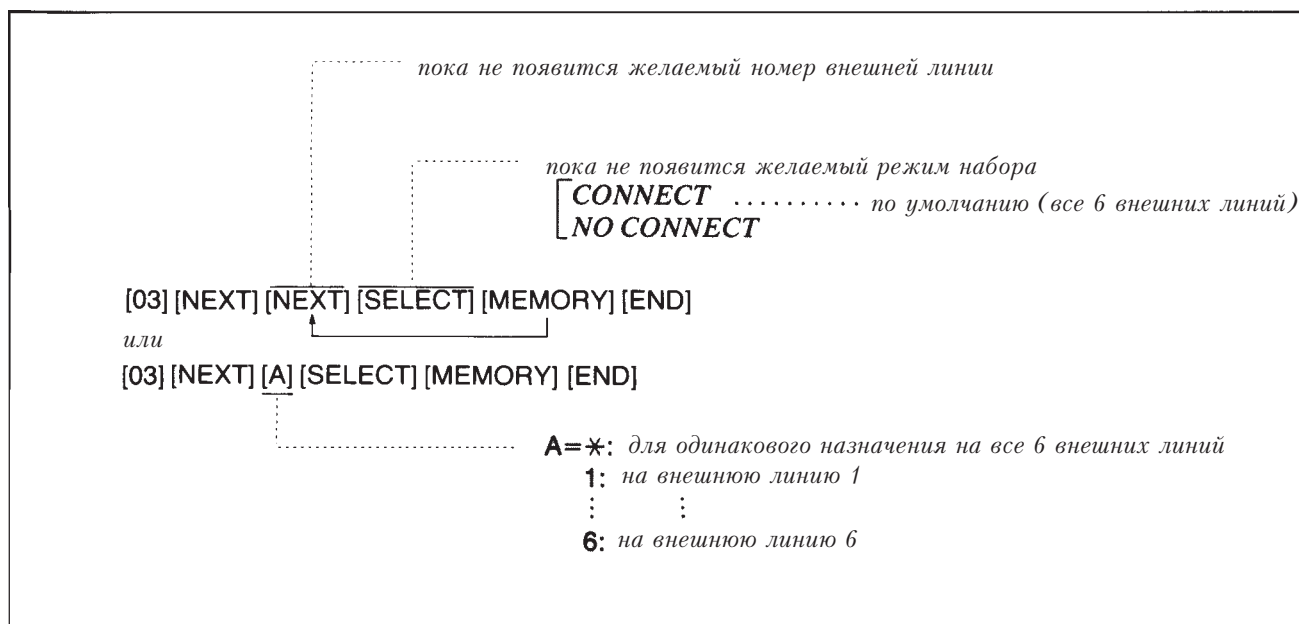 пока не появится желаемый номер внешней линии
пока не появится желаемый режим набора
CONNECT .......... по умолчанию (все 6 внешних линий)
NO CONNECT
[03] [NEXT] [NEXT] [SELECT] [MEMORY] [END]
или
[03] [NEXT] [A] [SELECT] [MEMORY] [END]
A=*: для одинакового назначения на все 6 внешних линий
1: на внешнюю линию 1
⋮ ⋮
6: на внешнюю линию 6